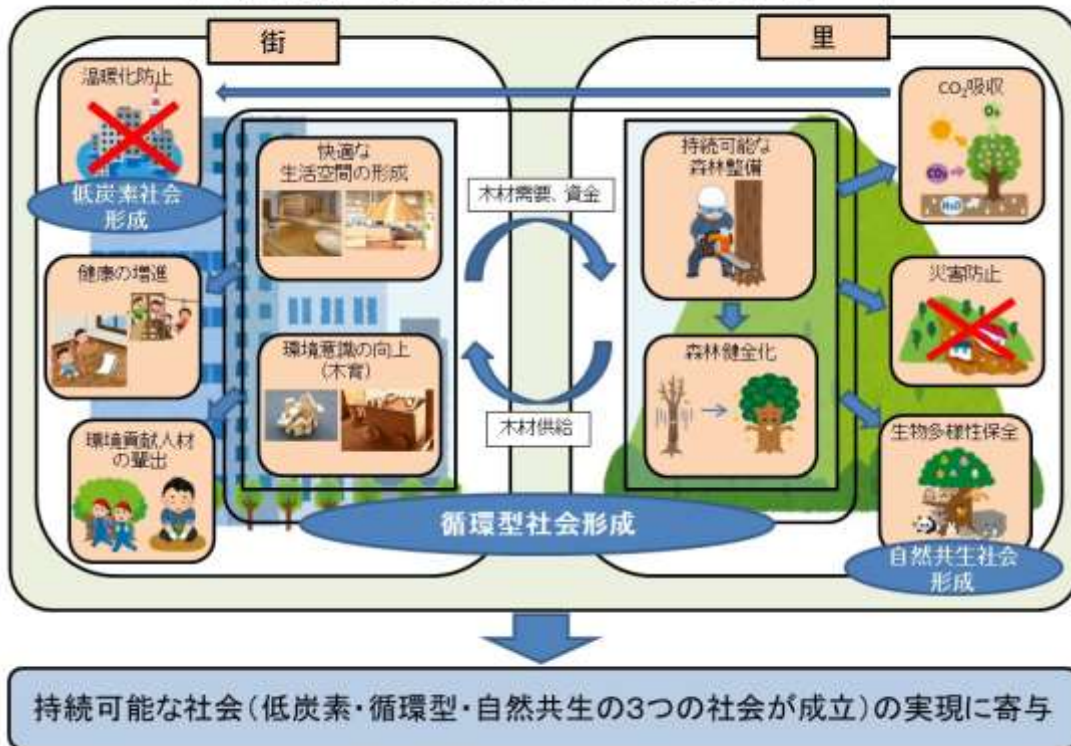 街
里
温暖化防止
低炭素社会
形成
健康の増進
環境貢献人材
の輩出
快適な
生活空間の形成
環境意識の向上
(木育)
木材需要、資金
木材供給
持続可能な
森林整備
森林健全化
CO₂吸収
O₂
CO₂
H₂O
災害防止
生物多様性保全
自然共生社会
形成
循環型社会形成
持続可能な社会(低炭素・循環型・自然共生の3つの社会が成立)の実現に寄与